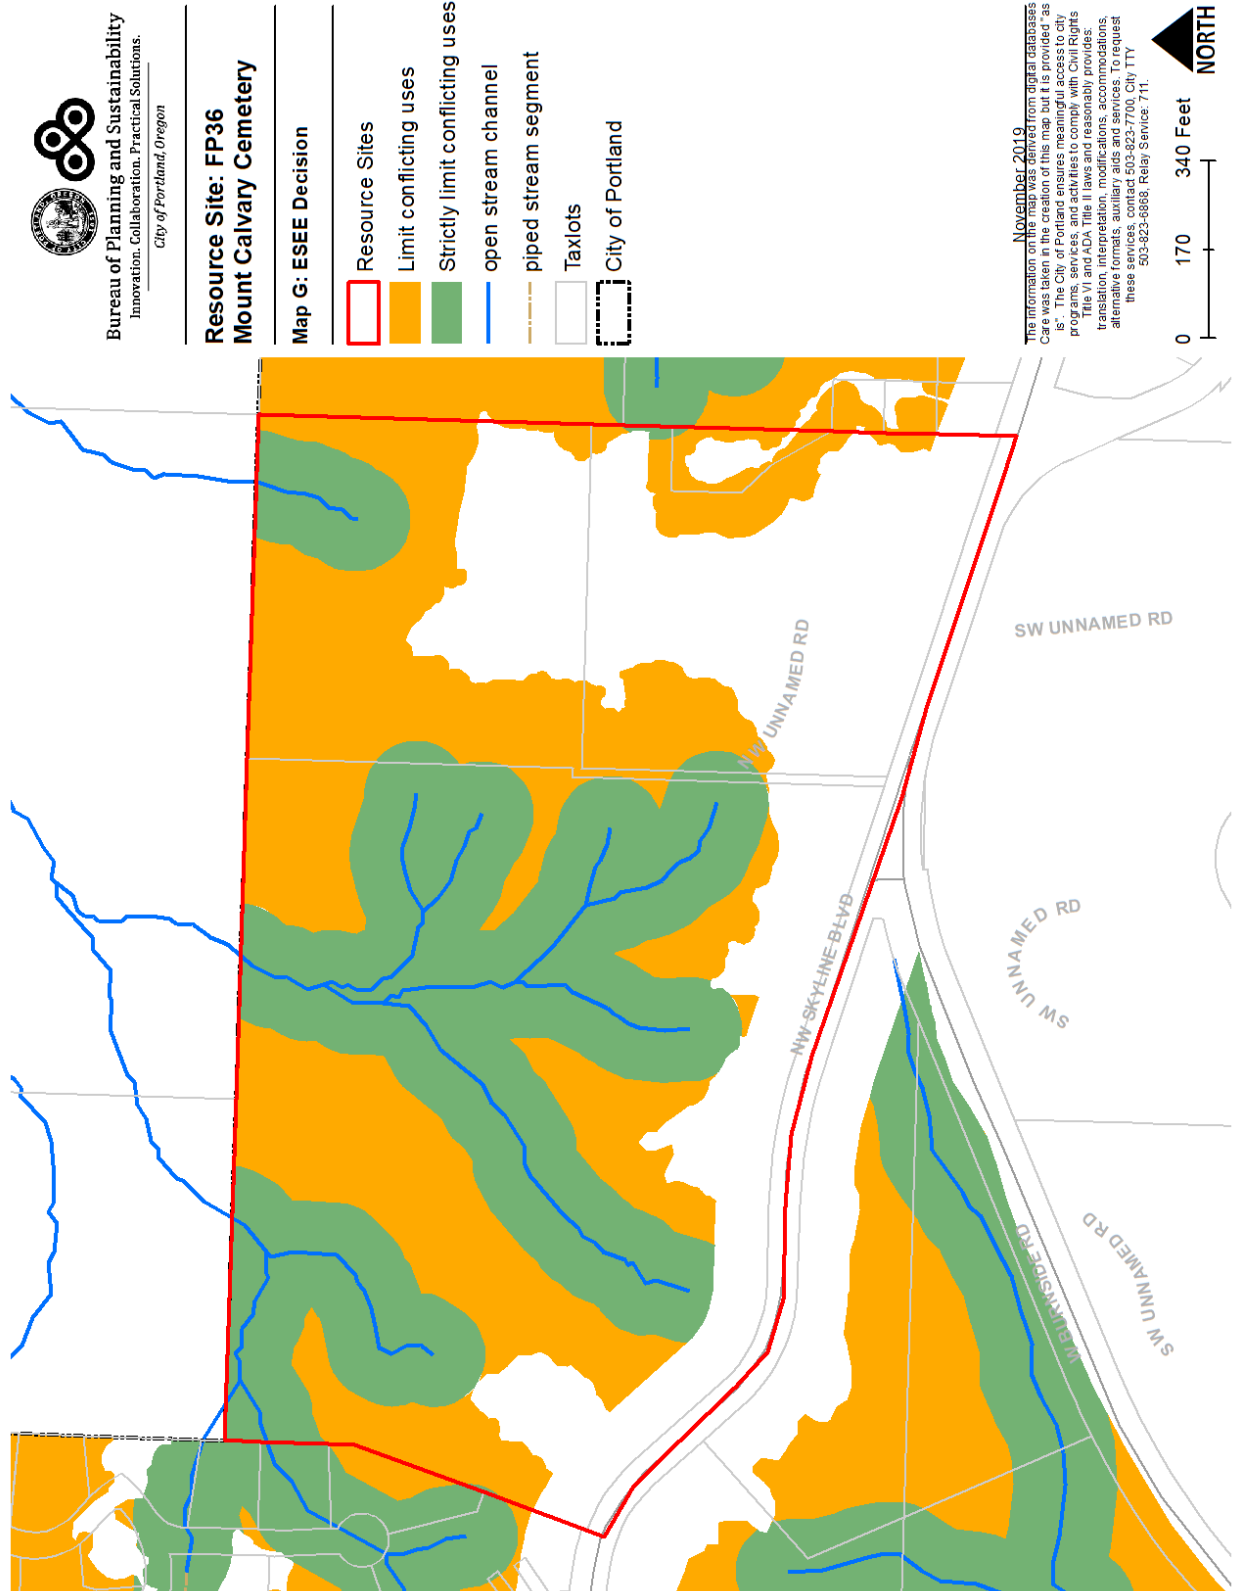 Bureau of Planning and Sustainability
Innovation. Collaboration. Practical Solutions.
City of Portland, Oregon
Resource Site: FP36
Mount Calvary Cemetery
Map G: ESEE Decision
Resource Sites
Limit conflicting uses
Strictly limit conflicting uses
open stream channel
piped stream segment
Taxlots
City of Portland
November 2019
The information on the map was derived from digital databases
Care was taken in the creation of this map but it is provided "as
is". The City of Portland ensures meaningful access to city
programs, services, and activities to comply with Civil Rights
Title VI and ADA Title II laws and reasonably provides:
translation, interpretation, modifications, accommodations,
alternative formats, auxiliary aids and services. To request
these services, contact 503-823-7700, City TTY
503-823-6868, Relay Service: 711.
0 170 340 Feet
NORTH
NW UNNAMED RD
SW UNNAMED RD
NW SKYLINE BLVD
SW UNNAMED RD
W BURNSIDE RD
SW UNNAMED RD